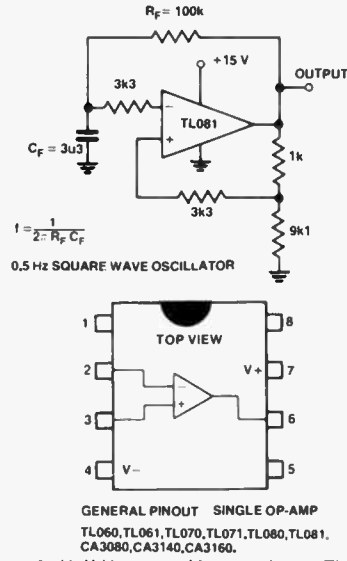 R_F = 100k
+15 V
OUTPUT
3k3
−
TL081
+
C_F = 3u3
1k
3k3
9k1
f = 1 / 2π R_F C_F
0.5 Hz SQUARE WAVE OSCILLATOR
1
8
TOP VIEW
2
V+
7
−
+
3
6
4
V−
5
GENERAL PINOUT SINGLE OP-AMP
TL060,TL061,TL070,TL071,TL080,TL081,
CA3080,CA3140,CA3160.